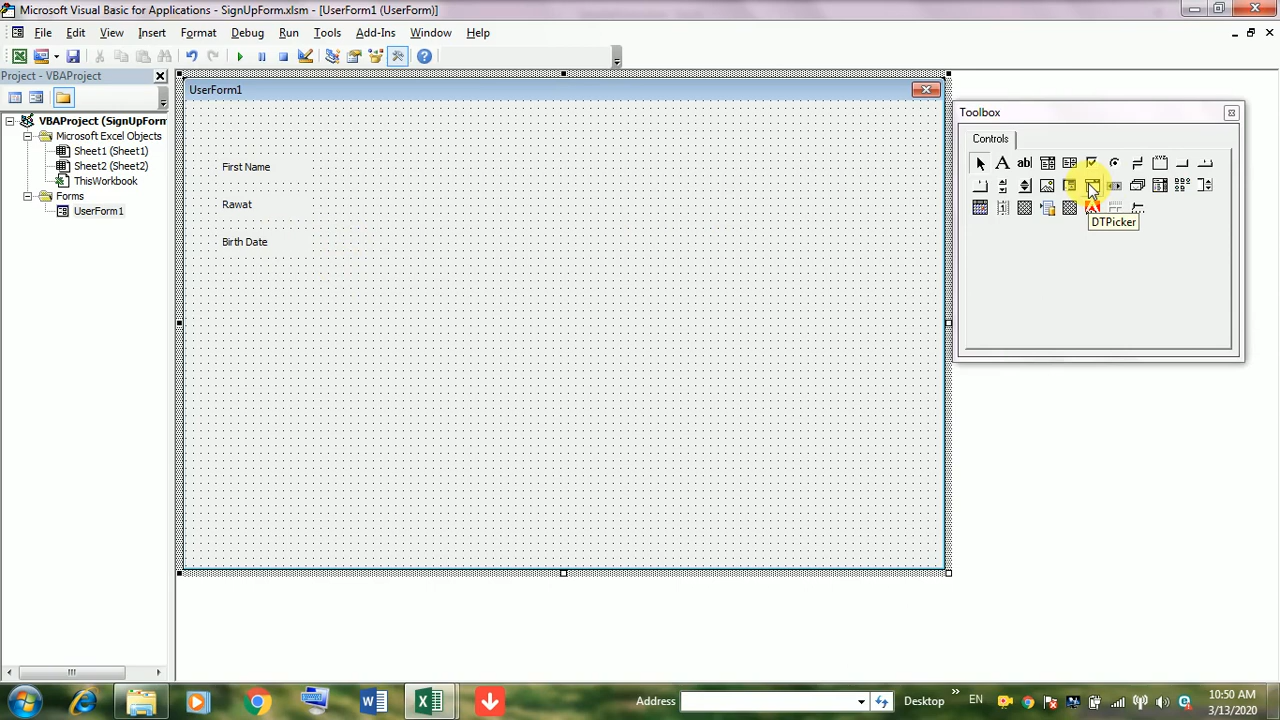 Microsoft Visual Basic for Applications - SignUpForm.xlsm - [UserForm1 (UserForm)]
File Edit View Insert Format Debug Run Tools Add-Ins Window Help
Project - VBAProject
VBAProject (SignUpForm
Microsoft Excel Objects
Sheet1 (Sheet1)
Sheet2 (Sheet2)
ThisWorkbook
Forms
UserForm1
UserForm1
First Name
Rawat
Birth Date
Toolbox
Controls
A abl
XYZ
DTPicker
Address
Desktop
EN
10:50 AM
3/13/2020